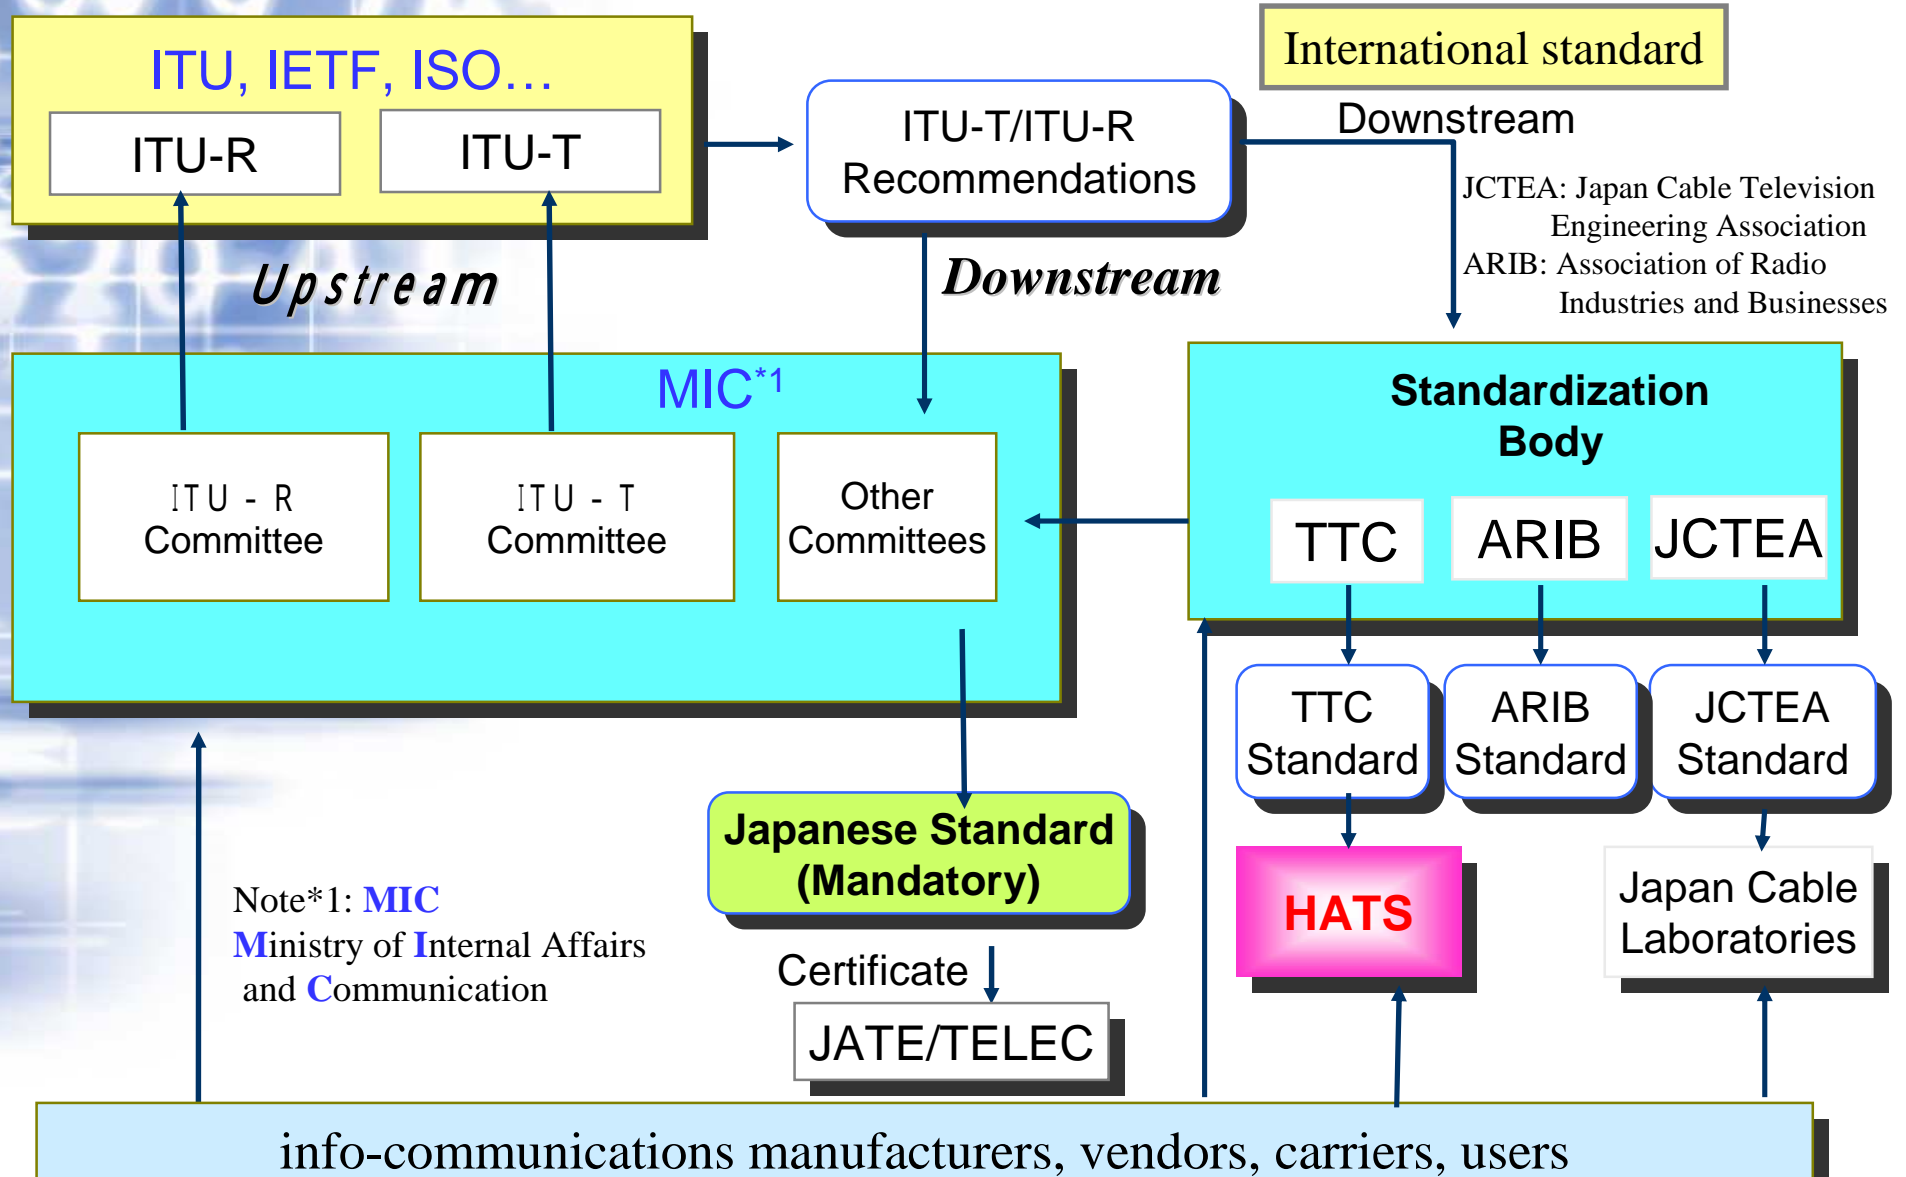 ITU, IETF, ISO...
ITU-R
ITU-T
ITU-T/ITU-R
Recommendations
International standard
Downstream
JCTEA: Japan Cable Television
Engineering Association
ARIB: Association of Radio
Industries and Businesses
Upstream
Downstream
MIC*1
ITU - R
Committee
ITU - T
Committee
Other
Committees
Standardization
Body
TTC
ARIB
JCTEA
TTC
Standard
ARIB
Standard
JCTEA
Standard
Japanese Standard
(Mandatory)
HATS
Japan Cable
Laboratories
Note*1: MIC
Ministry of Internal Affairs
and Communication
Certificate
JATE/TELEC
info-communications manufacturers, vendors, carriers, users